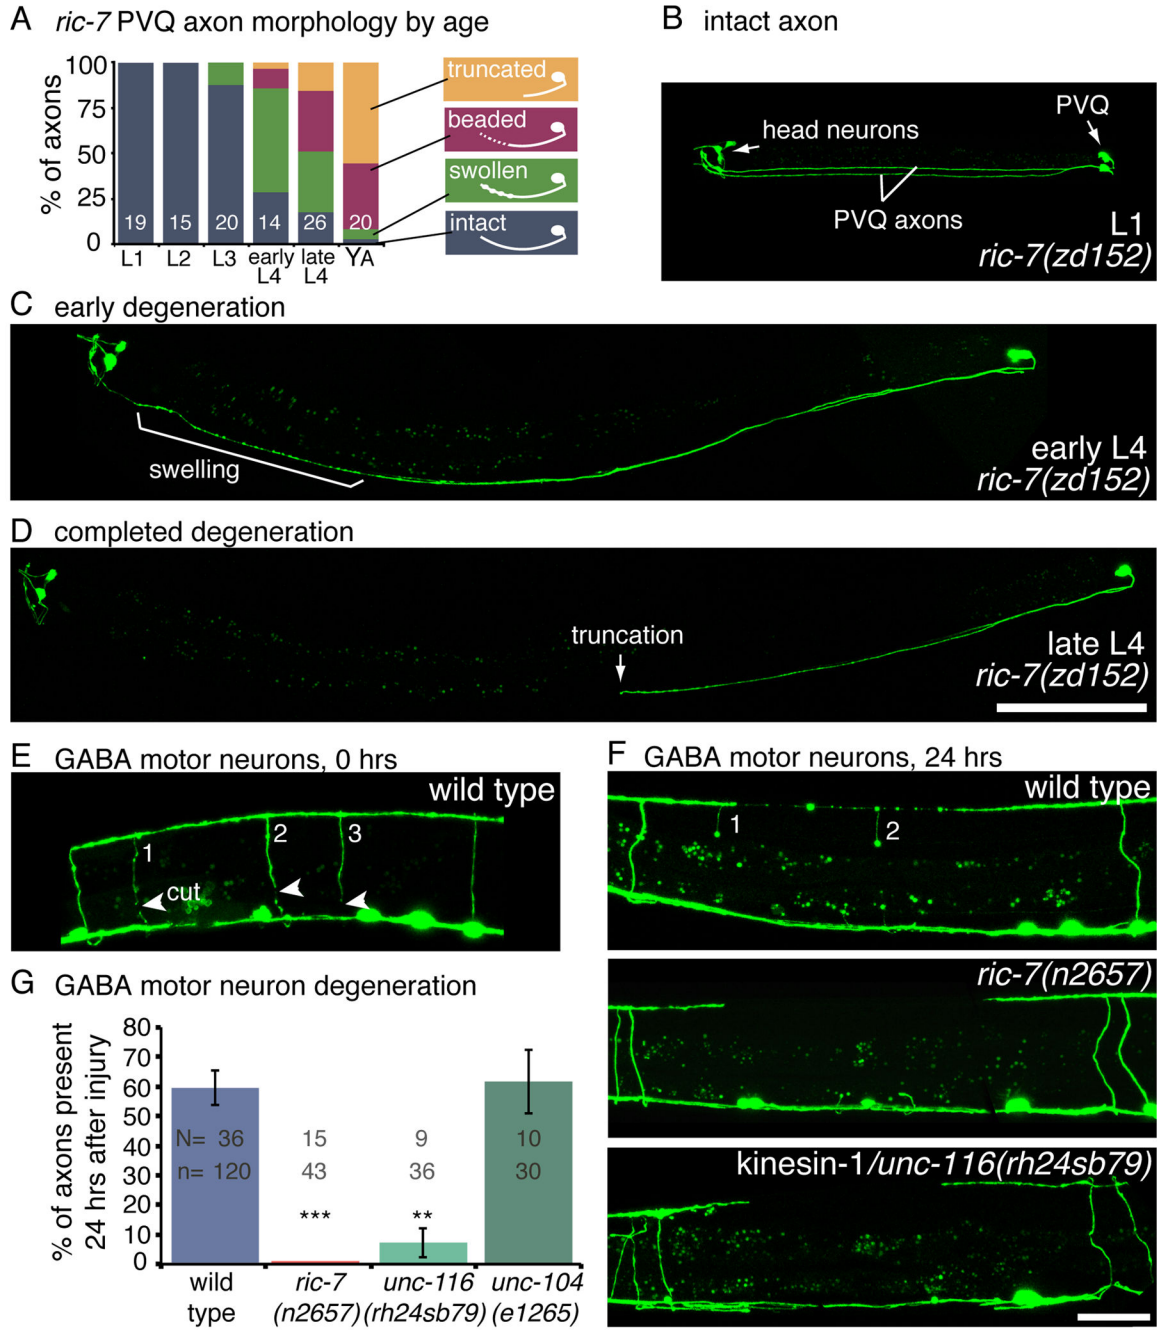 A ric-7 PVQ axon morphology by age
% of axons
100
75
50
25
0
19 15 20 14 26 20
L1 L2 L3 early L4 late L4 YA
truncated
beaded
swollen
intact
B intact axon
PVQ
head neurons
PVQ axons
L1
ric-7(zd152)
C early degeneration
swelling
early L4
ric-7(zd152)
D completed degeneration
truncation
late L4
ric-7(zd152)
E GABA motor neurons, 0 hrs
wild type
1 2 3
cut
F GABA motor neurons, 24 hrs
wild type
1 2
ric-7(n2657)
kinesin-1/unc-116(rh24sb79)
G GABA motor neuron degeneration
% of axons present
24 hrs after injury
80
70
60
50
40
30
20
10
0
N= 36 15 9 10
n= 120 43 36 30
*** **
wild ric-7 unc-116 unc-104
type (n2657) (rh24sb79) (e1265)